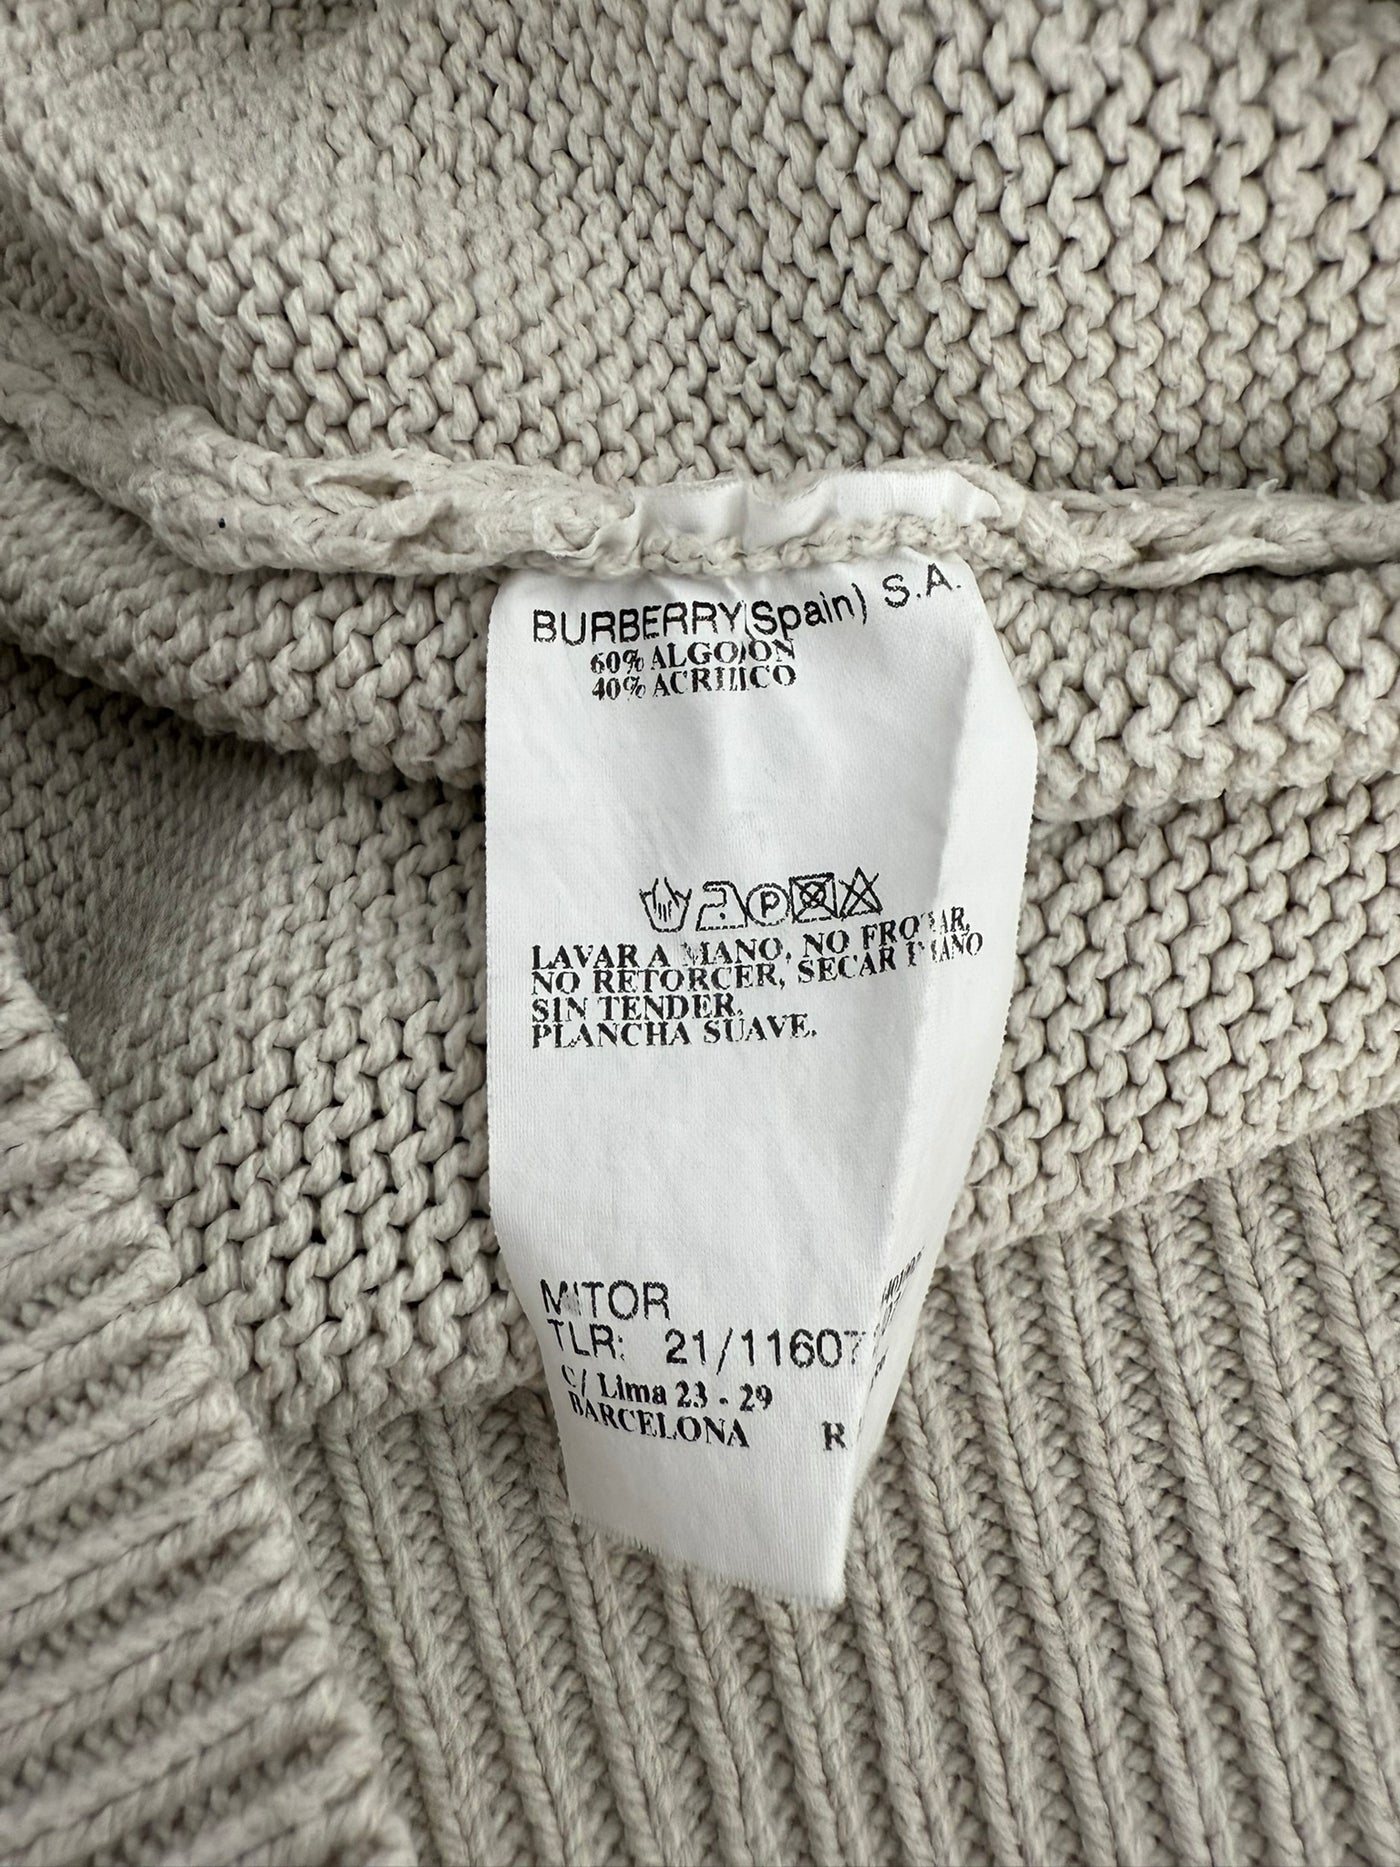 BURBERRY(Spain) S.A.
60% ALGODON
40% ACRILICO
P
LAVAR A MANO, NO FROTAR,
NO RETORCER, SECAR PLANO
SIN TENDER.
PLANCHA SUAVE.
MITOR
TLR: 21/11607
C/ Lima 23 - 29
BARCELONA R